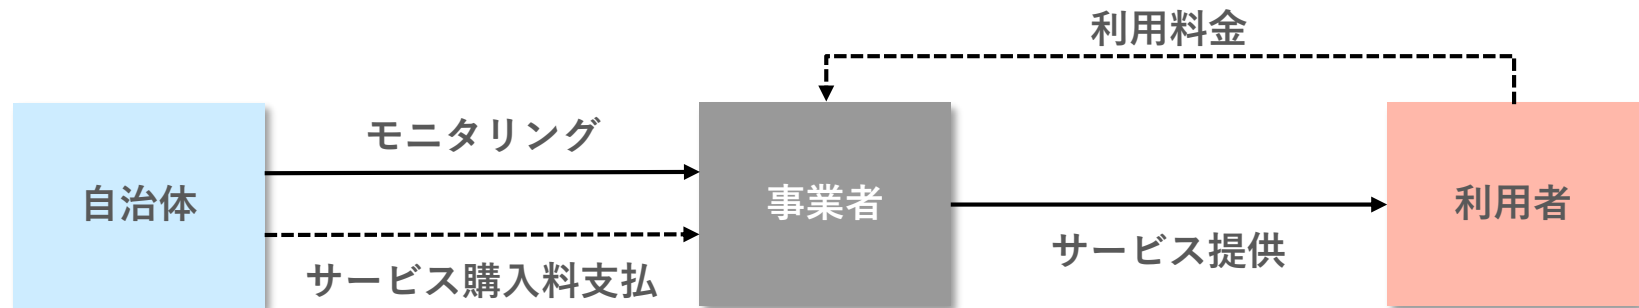 利用料金
モニタリング
自治体
事業者
利用者
サービス提供
サービス購入料支払